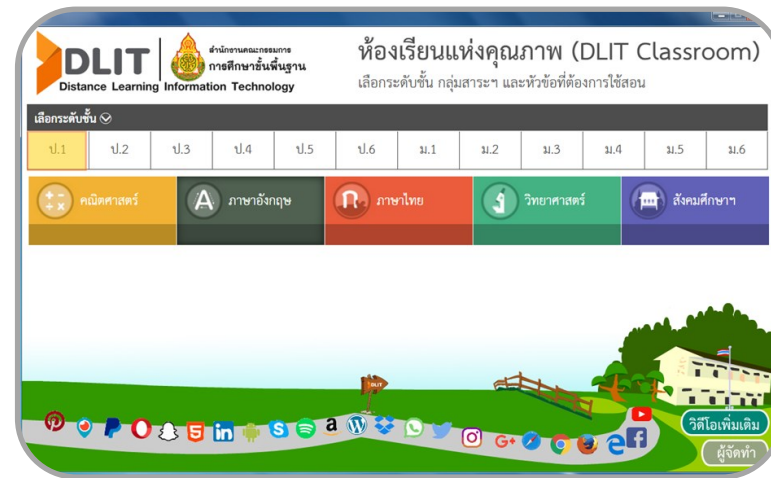 DLIT
Distance Learning Information Technology
สำนักงานคณะกรรมการ
การศึกษาขั้นพื้นฐาน
ห้องเรียนแห่งคุณภาพ (DLIT Classroom)
เลือกระดับชั้น กลุ่มสาระฯ และหัวข้อที่ต้องการใช้สอน
เลือกระดับชั้น
ป.1 ป.2 ป.3 ป.4 ป.5 ป.6 ม.1 ม.2 ม.3 ม.4 ม.5 ม.6
คณิตศาสตร์ ภาษาอังกฤษ ภาษาไทย วิทยาศาสตร์ สังคมศึกษาฯ
DLIT
วิดีโอเพิ่มเติม
ผู้จัดทำ